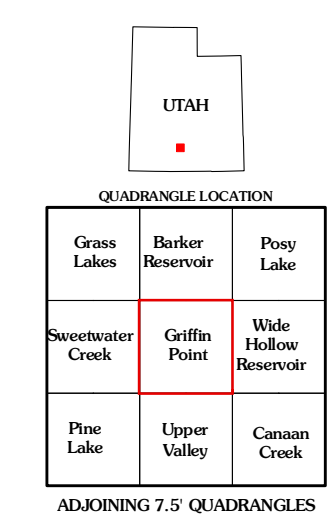 UTAH
QUADRANGLE LOCATION
Grass
Lakes
Barker
Reservoir
Posy
Lake
Sweetwater
Creek
Griffin
Point
Wide
Hollow
Reservoir
Pine
Lake
Upper
Valley
Canaan
Creek
ADJOINING 7.5' QUADRANGLES